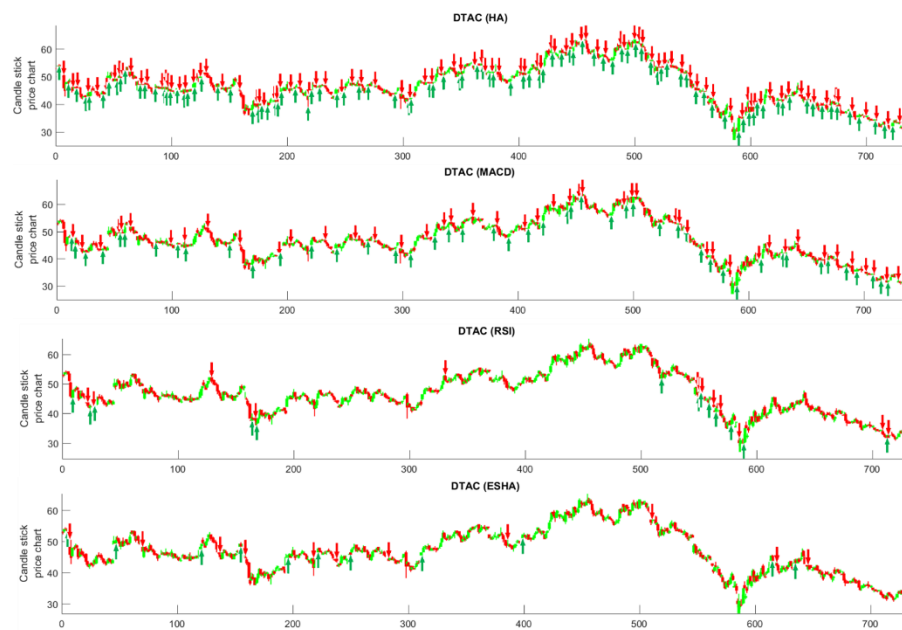 DTAC (HA)
Candle stick
price chart
60
50
40
30
0 100 200 300 400 500 600 700
DTAC (MACD)
Candle stick
price chart
60
50
40
30
0 100 200 300 400 500 600 700
DTAC (RSI)
Candle stick
price chart
60
50
40
30
0 100 200 300 400 500 600 700
DTAC (ESHA)
Candle stick
price chart
60
50
40
30
0 100 200 300 400 500 600 700